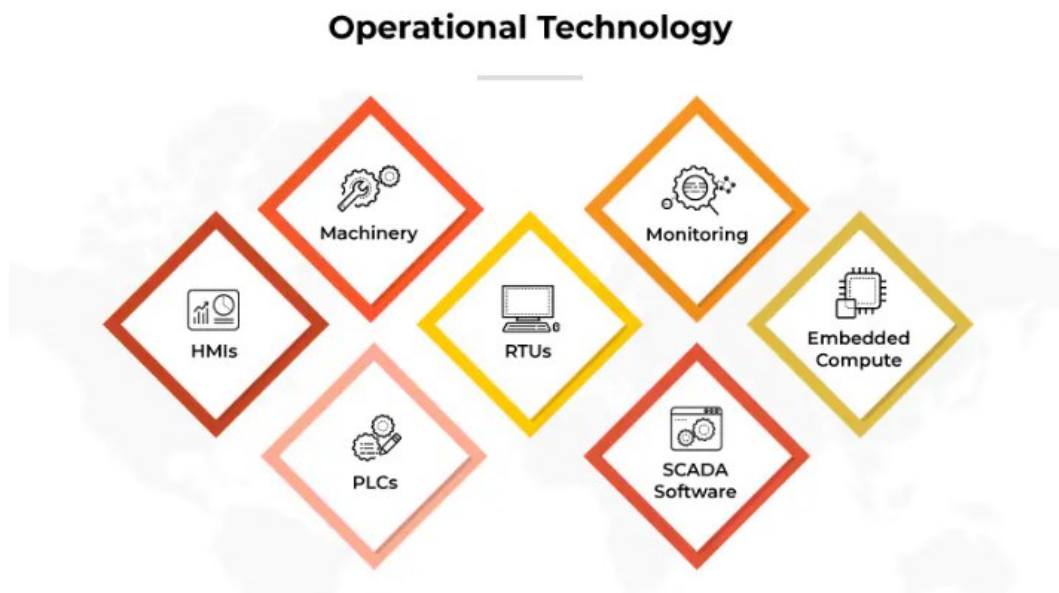 Operational Technology
Machinery
Monitoring
HMIs
RTUs
Embedded
Compute
PLCs
SCADA
Software